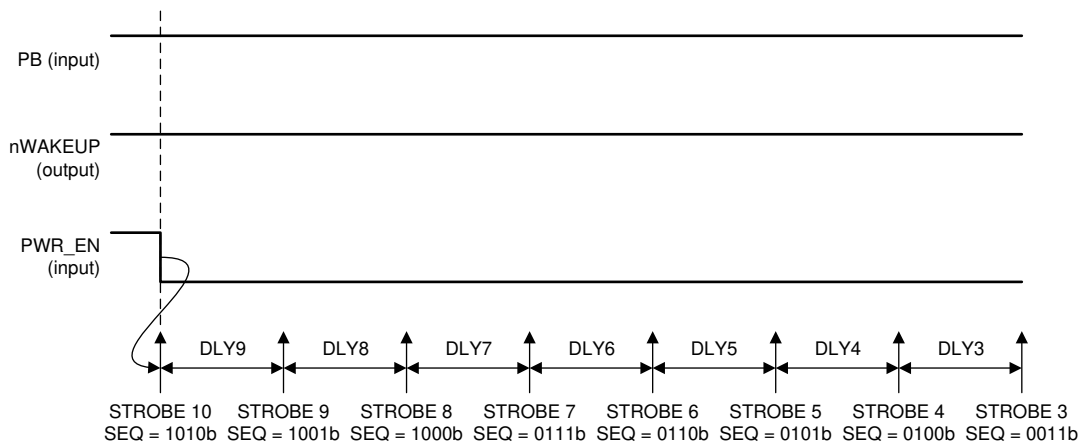 PB (input)
nWAKEUP
(output)
PWR_EN
(input)
DLY9 DLY8 DLY7 DLY6 DLY5 DLY4 DLY3
STROBE 10 STROBE 9 STROBE 8 STROBE 7 STROBE 6 STROBE 5 STROBE 4 STROBE 3
SEQ = 1010b SEQ = 1001b SEQ = 1000b SEQ = 0111b SEQ = 0110b SEQ = 0101b SEQ = 0100b SEQ = 0011b